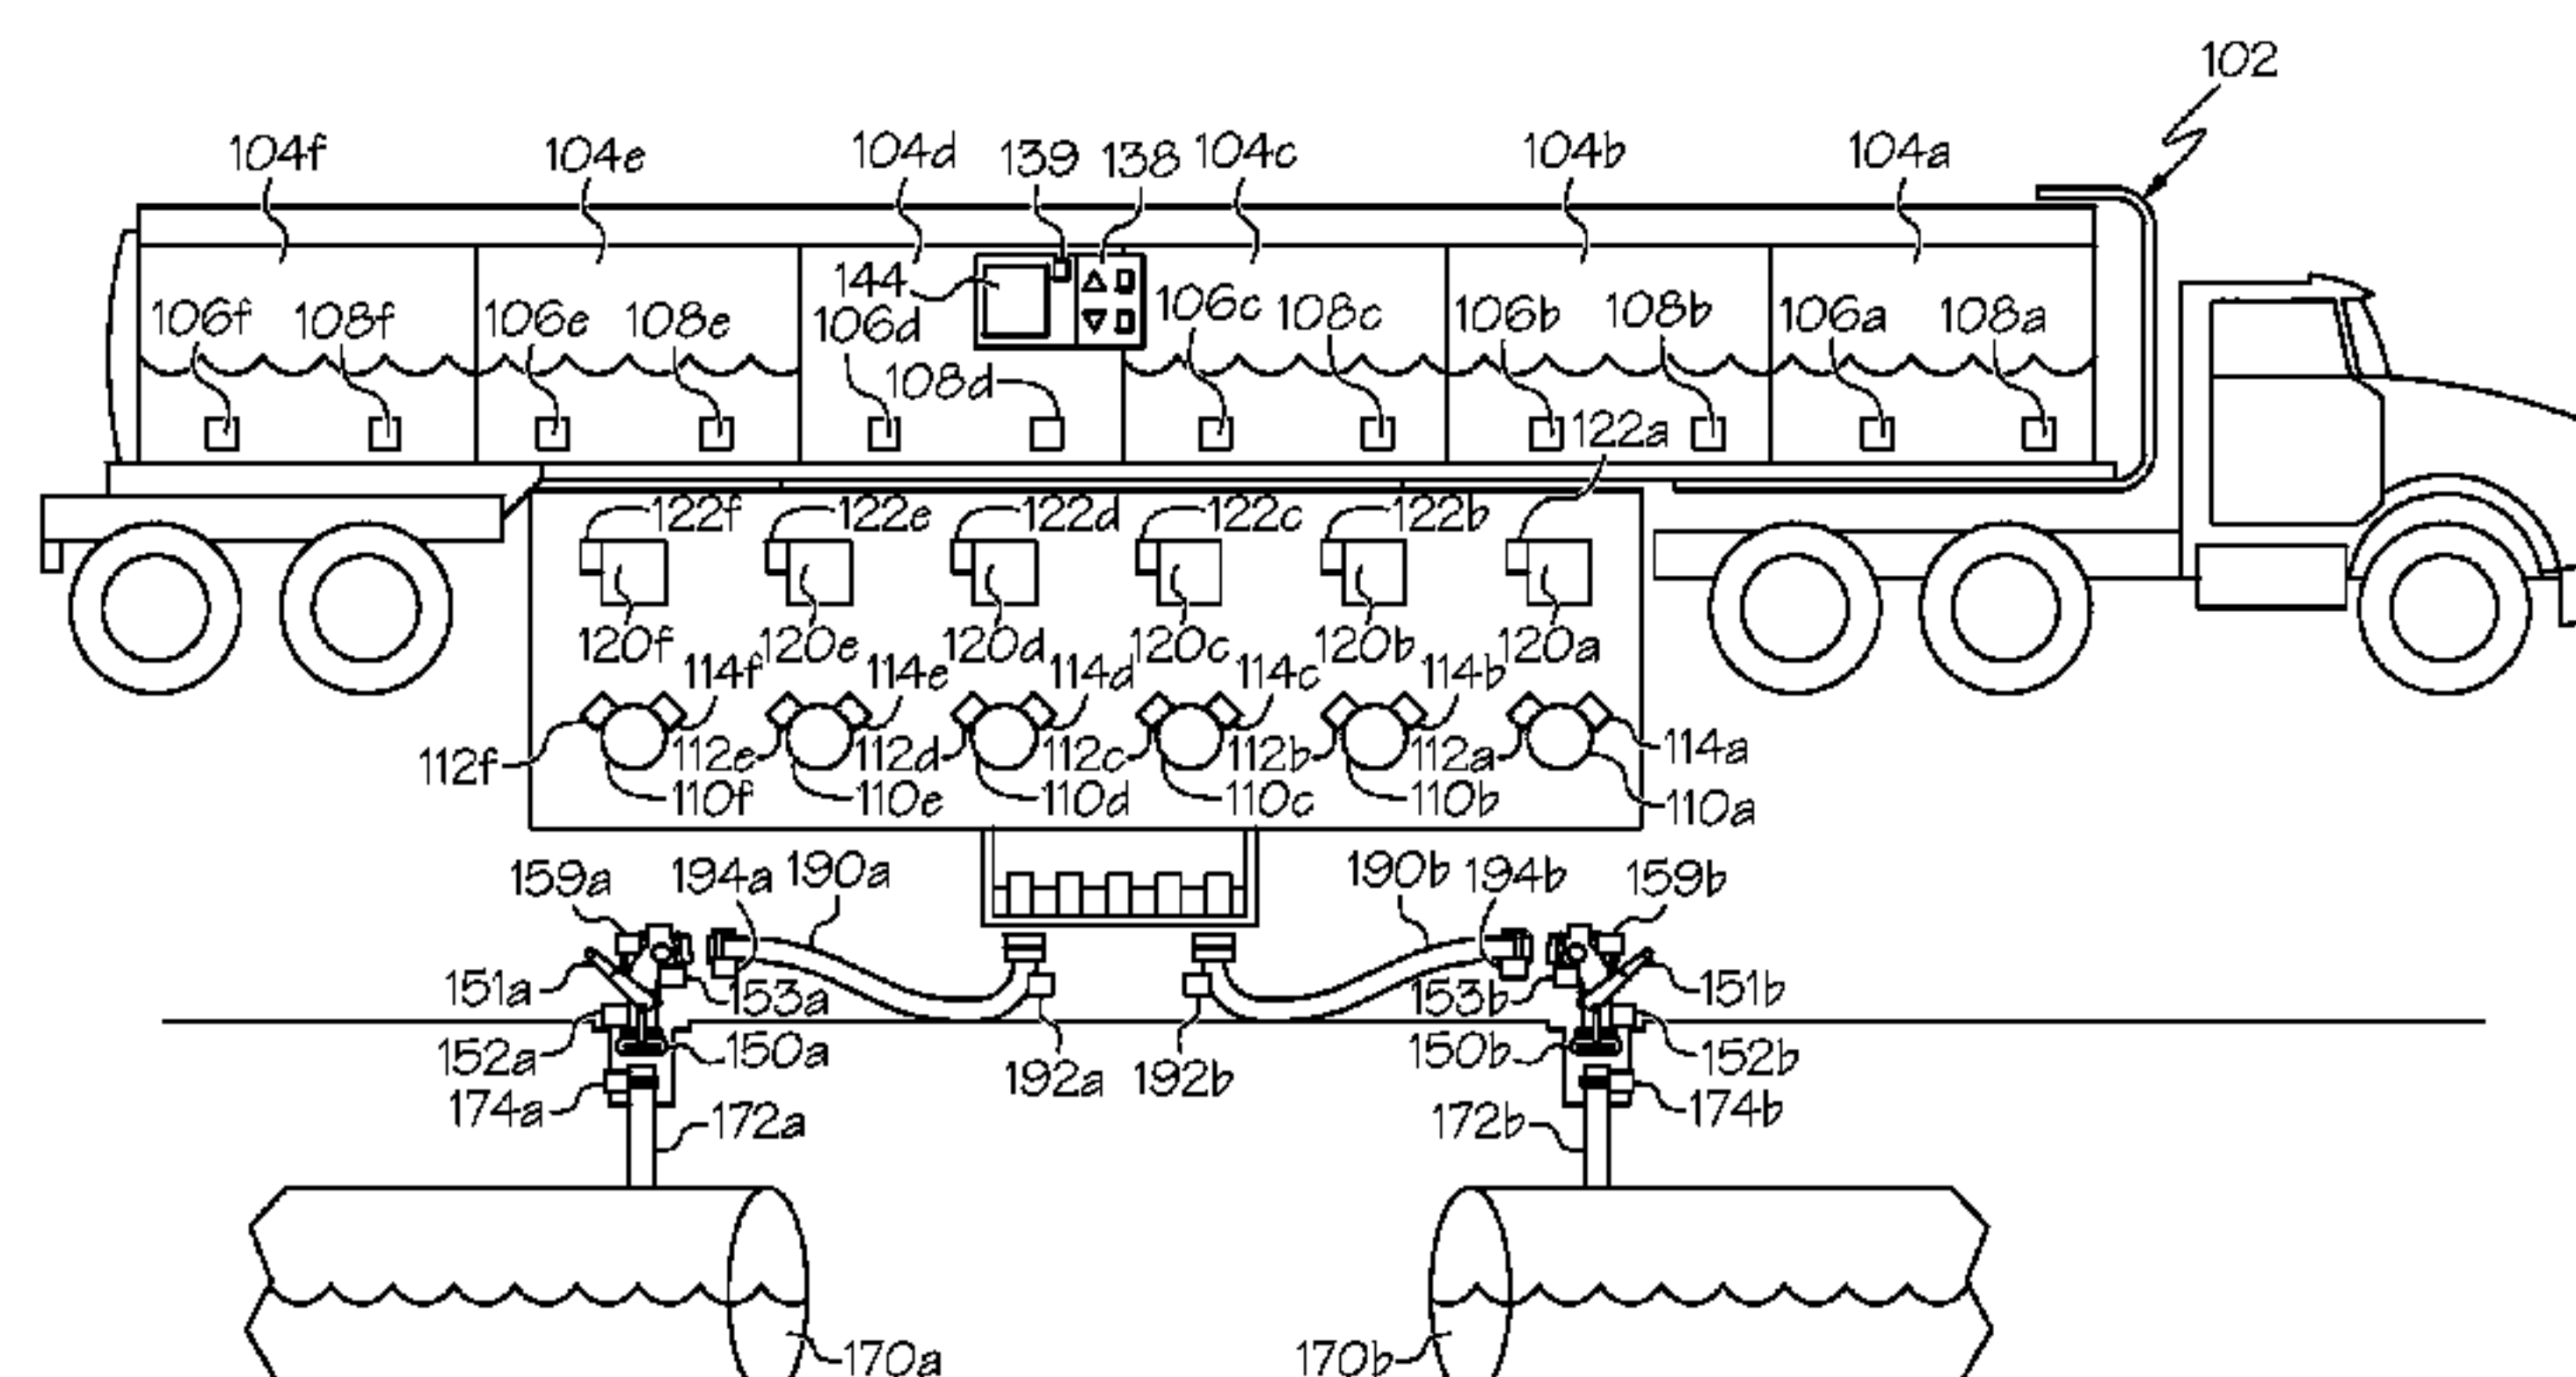 102
104f 104e 104d 139 138 104c 104b 104a
144
106f 108f 106e 108e 106d 106c 108c 106b 108b 106a 108a
108d
122a
122f 122e 122d 122c 122b
120f 120e 120d 120c 120b 120a
114f 114e 114d 114c 114b
112f 112e 112d 112c 112b 112a 114a
110f 110e 110d 110c 110b 110a
159a 194a 190a 190b 194b 159b
151a 153a 153b 151b
152a 150a 192a 192b 150b 152b
174a 172a 172b 174b
170a 170b